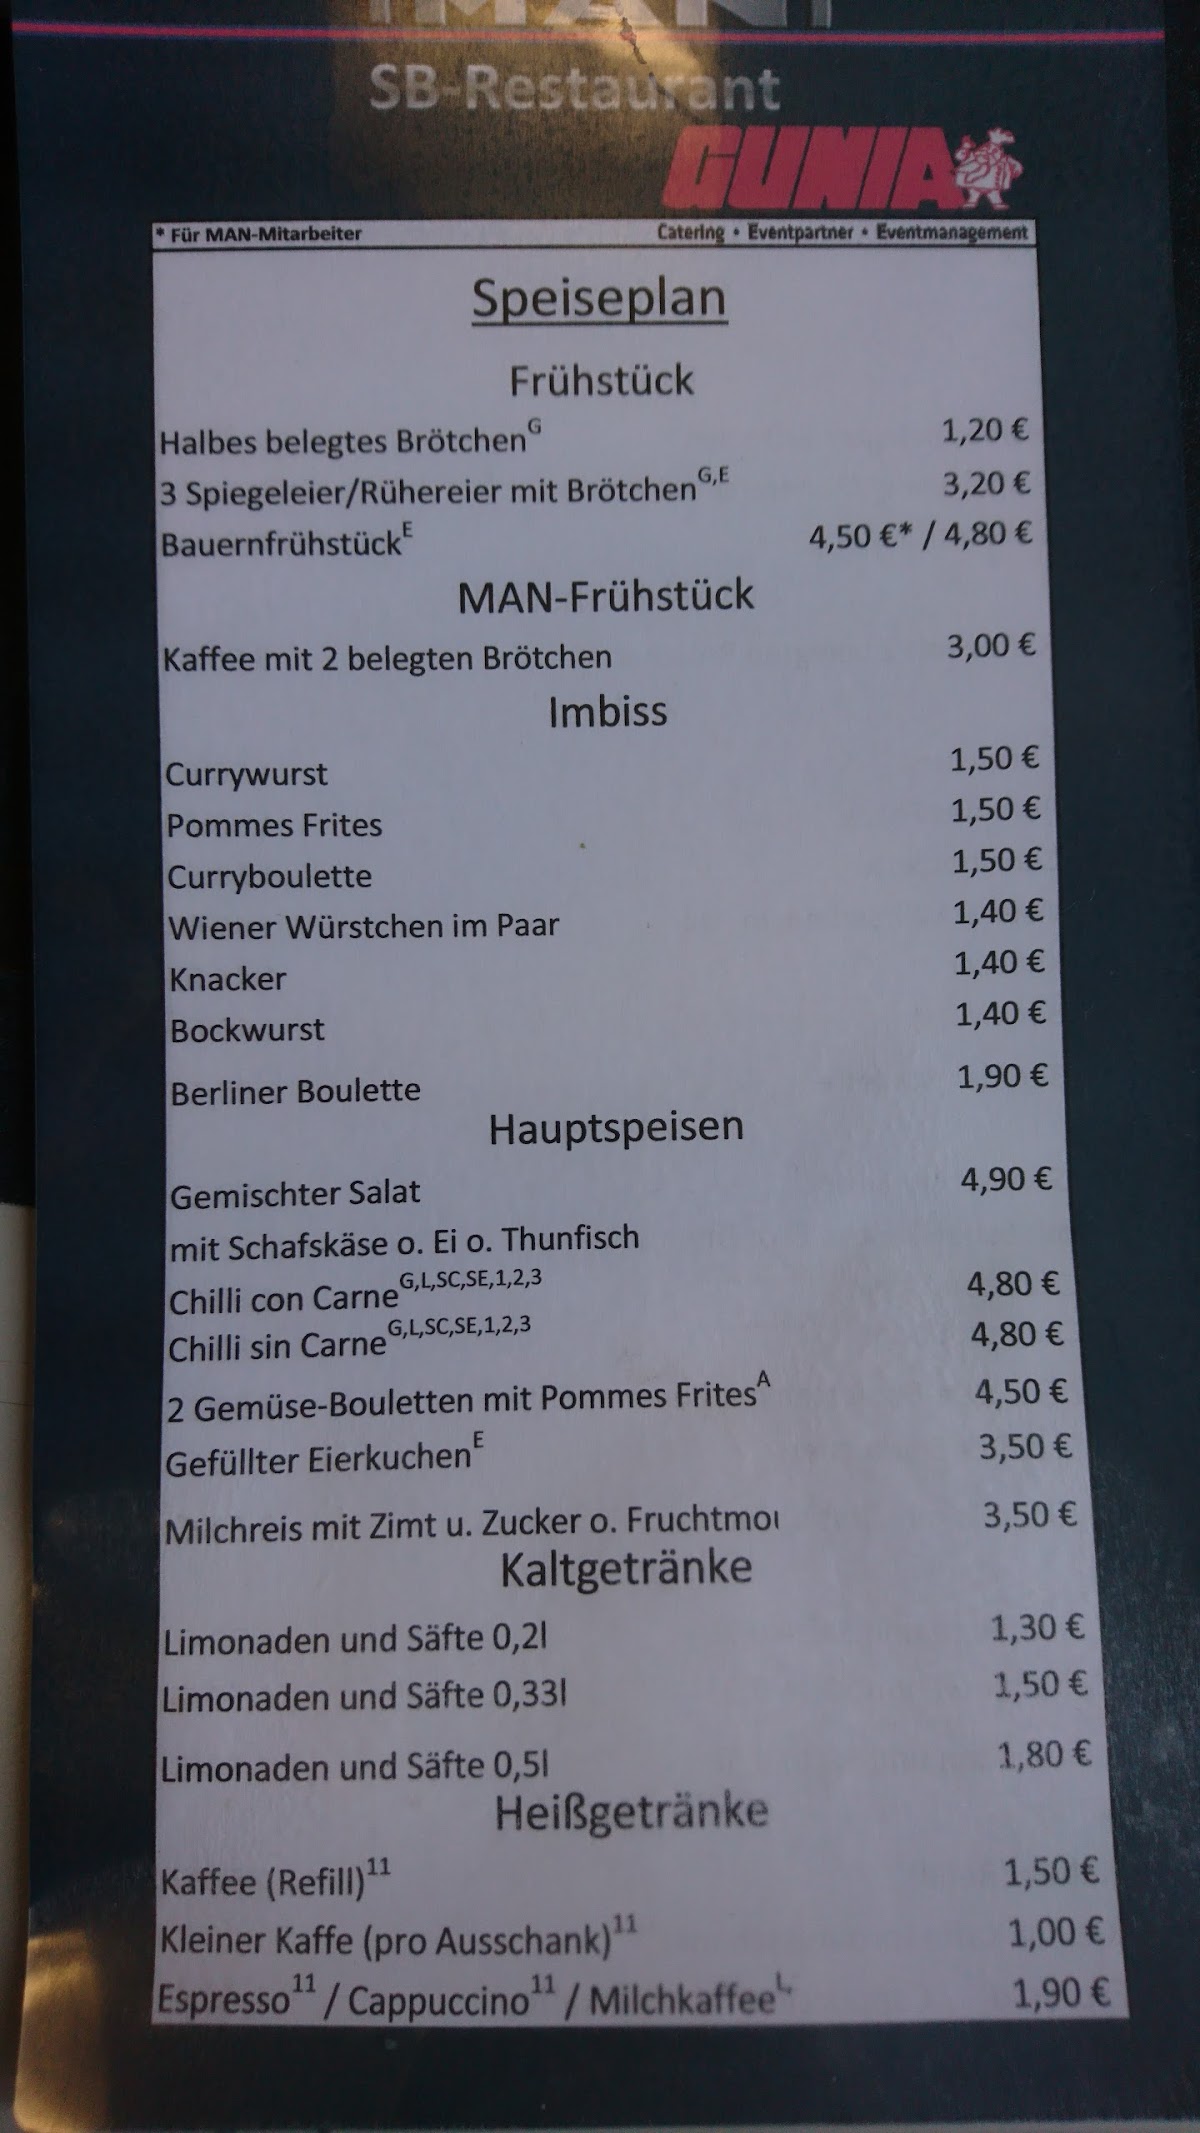 MAN
SB-Restaurant
GUNIA
* Für MAN-Mitarbeiter Catering • Eventpartner • Eventmanagement
Speiseplan
Frühstück
Halbes belegtes Brötchen G 1,20 €
3 Spiegeleier/Rühereier mit Brötchen G,E 3,20 €
Bauernfrühstück E 4,50 €* / 4,80 €
MAN-Frühstück
Kaffee mit 2 belegten Brötchen 3,00 €
Imbiss
Currywurst 1,50 €
Pommes Frites 1,50 €
Curryboulette 1,50 €
Wiener Würstchen im Paar 1,40 €
Knacker 1,40 €
Bockwurst 1,40 €
Berliner Boulette 1,90 €
Hauptspeisen
Gemischter Salat 4,90 €
mit Schafskäse o. Ei o. Thunfisch
Chilli con Carne G,L,SC,SE,1,2,3 4,80 €
Chilli sin Carne G,L,SC,SE,1,2,3 4,80 €
2 Gemüse-Bouletten mit Pommes Frites A 4,50 €
Gefüllter Eierkuchen E 3,50 €
Milchreis mit Zimt u. Zucker o. 3,50 €
Kaltgetränke
Limonaden und Säfte 0,2l 1,30 €
Limonaden und Säfte 0,33l 1,50 €
Limonaden und Säfte 0,5l 1,80 €
Heißgetränke
Kaffee (Refill) 11 1,50 €
Kleiner Kaffe (pro Ausschank) 11 1,00 €
Espresso 11 / Cappuccino 11 / Milchkaffee L 1,90 €